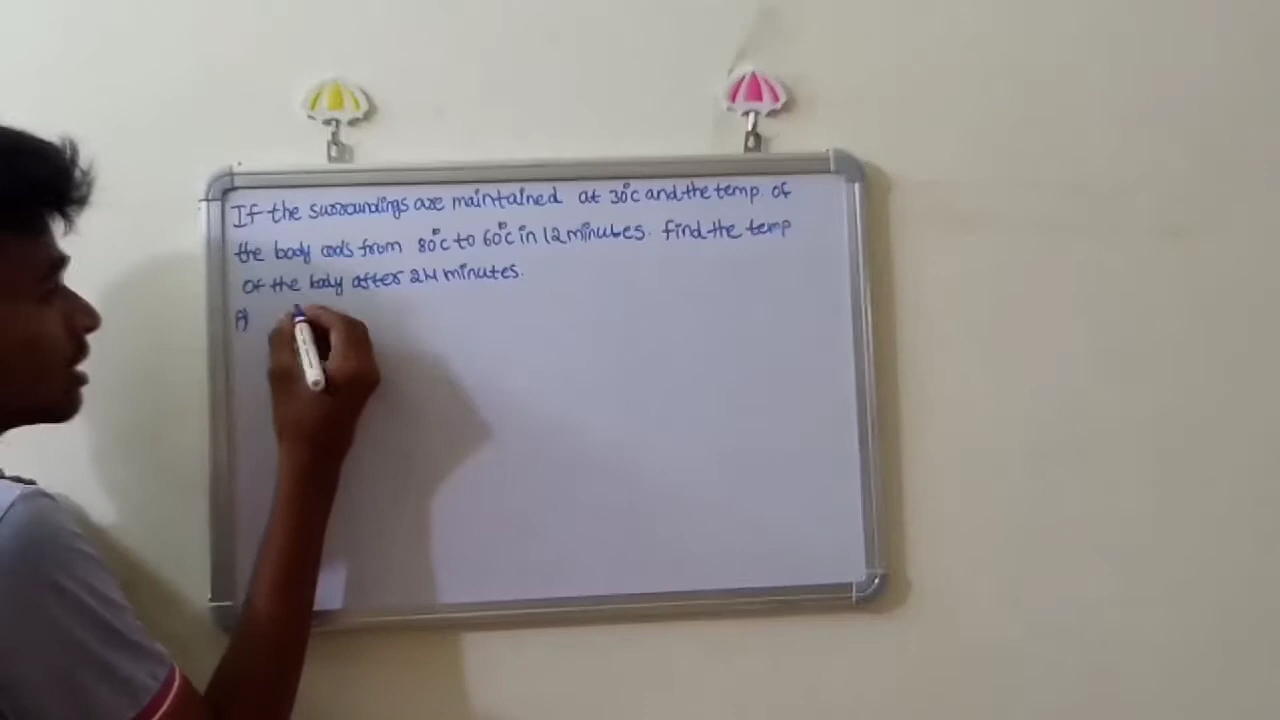 If the surroundings are maintained at 30°c and the temp. of
the body cools from 80°c to 60°c in 12 minutes. find the temp
of the body after 24 minutes.
A)